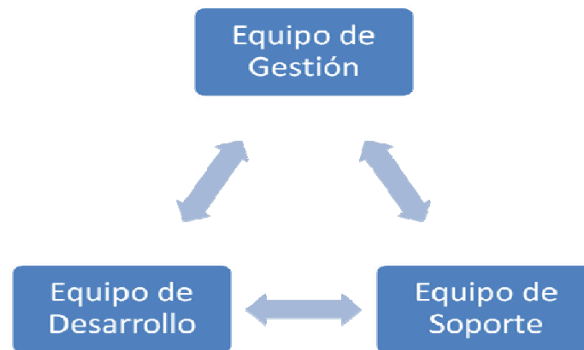 Equipo de
Gestión
Equipo de
Desarrollo
Equipo de
Soporte